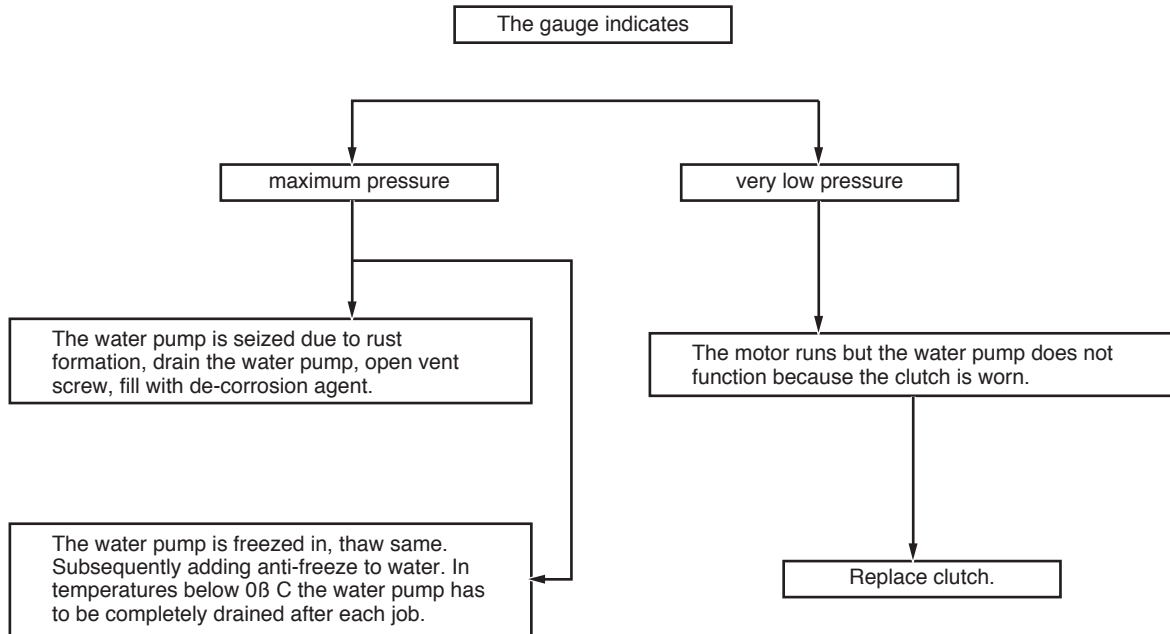 The gauge indicates
maximum pressure
very low pressure
The water pump is seized due to rust
formation, drain the water pump, open vent
screw, fill with de-corrosion agent.
The motor runs but the water pump does not
function because the clutch is worn.
The water pump is freezed in, thaw same.
Subsequently adding anti-freeze to water. In
temperatures below 0ß C the water pump has
to be completely drained after each job.
Replace clutch.